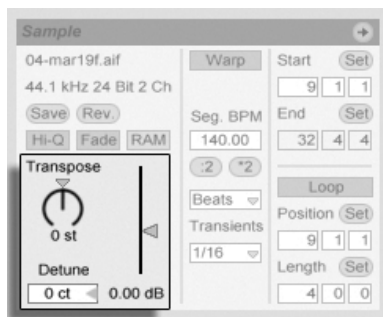 Sample
04-mar19f.aif
44.1 kHz 24 Bit 2 Ch
Save Rev.
Hi-Q Fade RAM
Transpose
0 st
Detune
0 ct 0.00 dB
Warp
Seg. BPM
140.00
:2 *2
Beats
Transients
1/16
Start Set
9 1 1
End Set
32 4 4
Loop
Position Set
9 1 1
Length Set
4 0 0